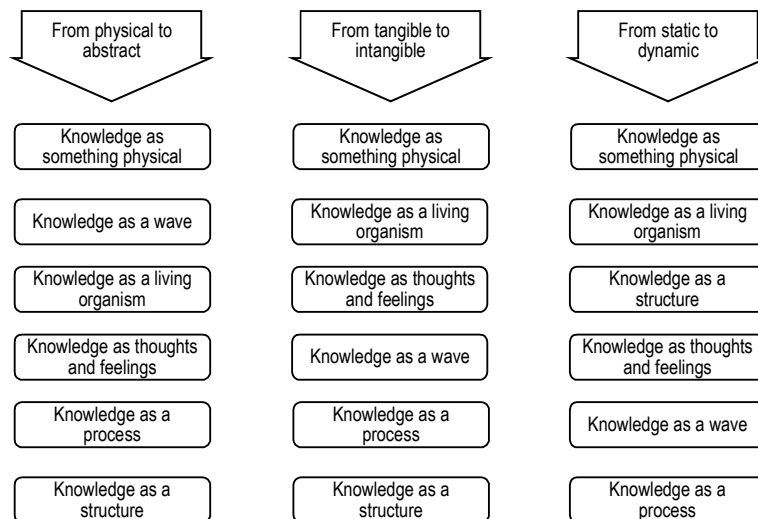 From physical to
abstract
Knowledge as
something physical
Knowledge as a wave
Knowledge as a living
organism
Knowledge as thoughts
and feelings
Knowledge as a
process
Knowledge as a
structure
From tangible to
intangible
Knowledge as
something physical
Knowledge as a living
organism
Knowledge as thoughts
and feelings
Knowledge as a wave
Knowledge as a
process
Knowledge as a
structure
From static to
dynamic
Knowledge as
something physical
Knowledge as a living
organism
Knowledge as a
structure
Knowledge as thoughts
and feelings
Knowledge as a wave
Knowledge as a
process